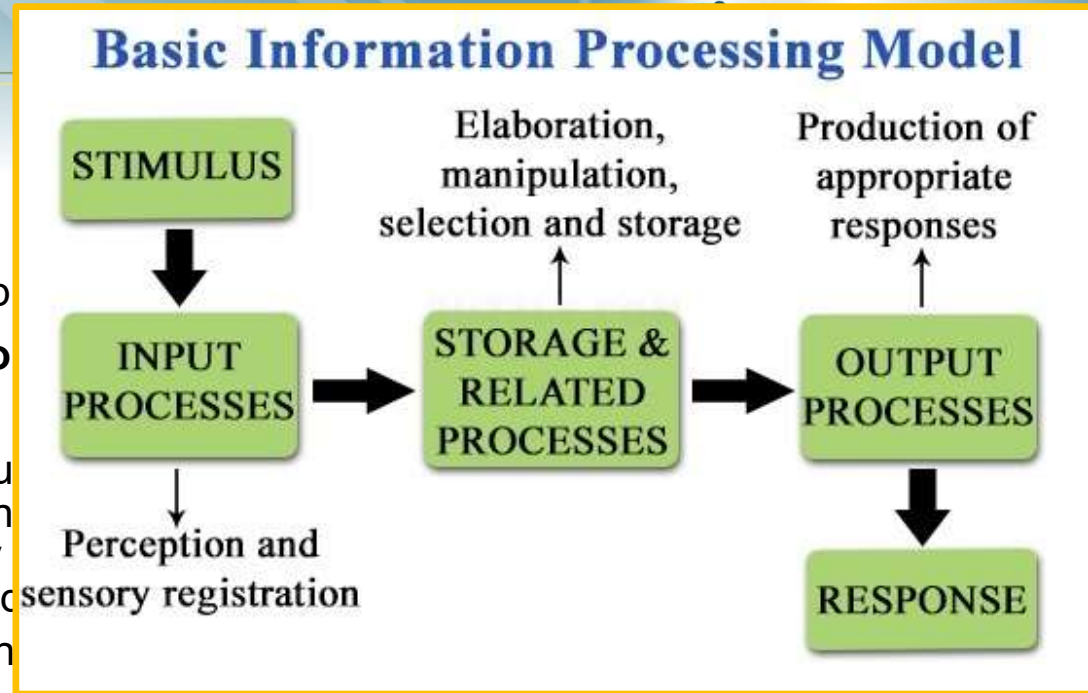 Basic Information Processing Model
STIMULUS
Elaboration,
manipulation,
selection and storage
Production of
appropriate
responses
INPUT
PROCESSES
STORAGE &
RELATED
PROCESSES
OUTPUT
PROCESSES
Perception and
sensory registration
RESPONSE